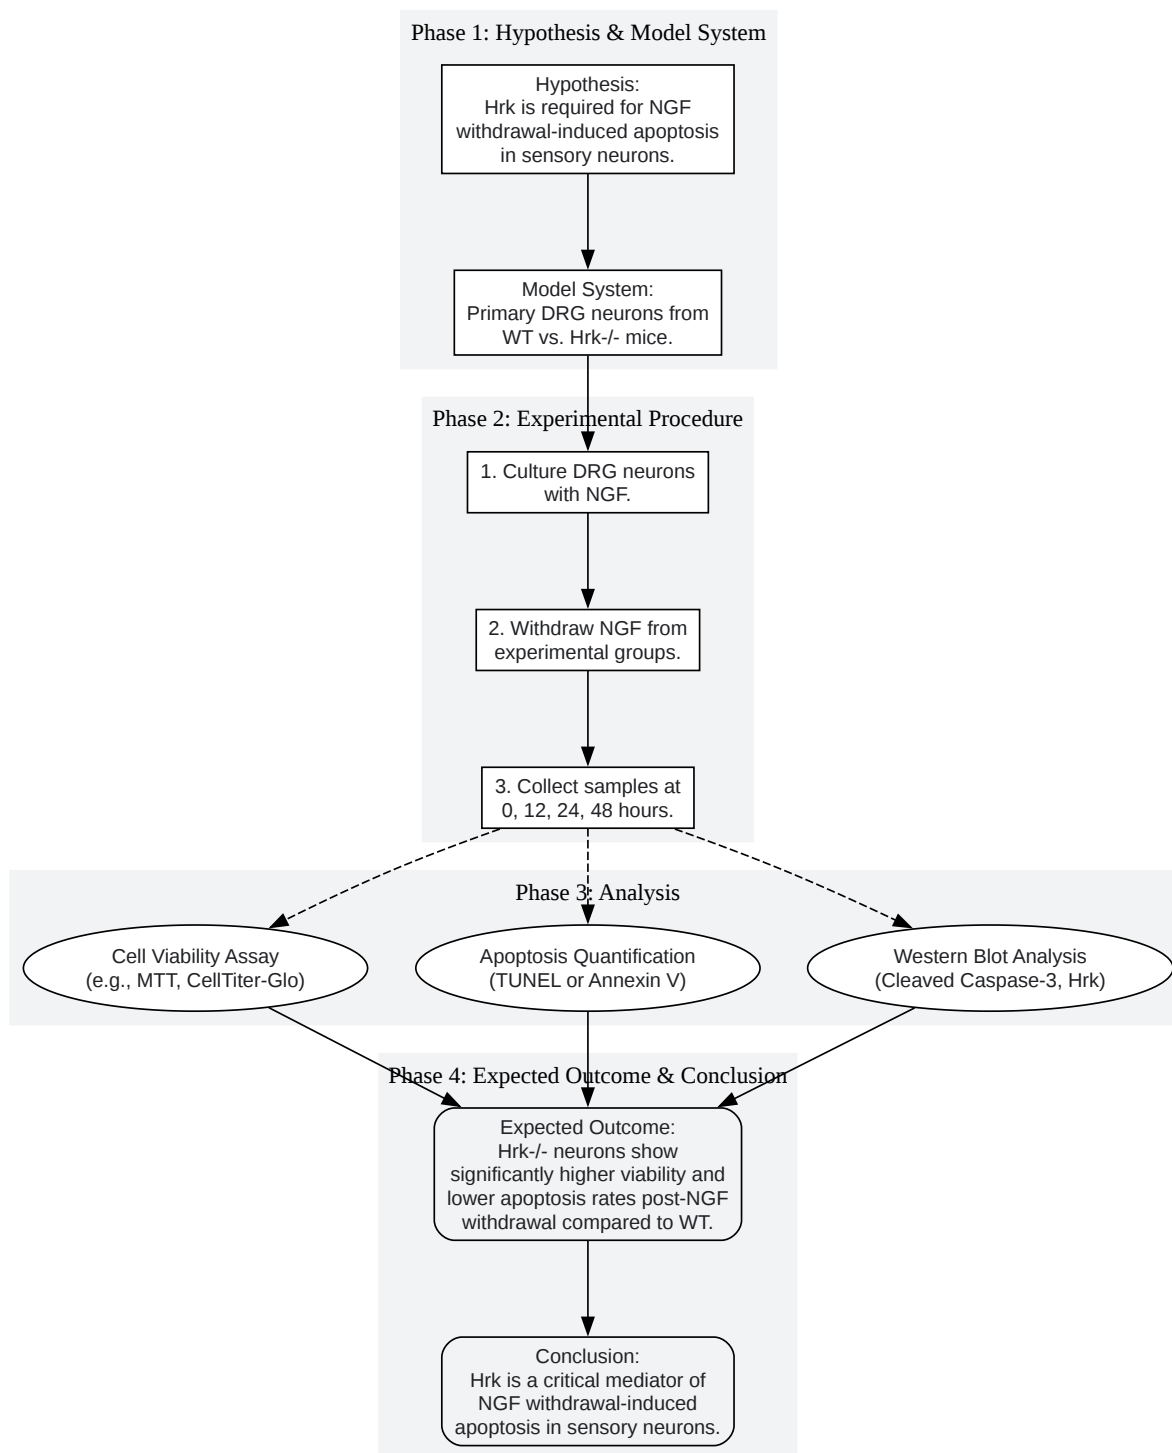 Phase 1: Hypothesis & Model System
Hypothesis:
Hrk is required for NGF
withdrawal-induced apoptosis
in sensory neurons.
Model System:
Primary DRG neurons from
WT vs. Hrk-/- mice.
Phase 2: Experimental Procedure
1. Culture DRG neurons
with NGF.
2. Withdraw NGF from
experimental groups.
3. Collect samples at
0, 12, 24, 48 hours.
Phase 3: Analysis
Cell Viability Assay
(e.g., MTT, CellTiter-Glo)
Apoptosis Quantification
(TUNEL or Annexin V)
Western Blot Analysis
(Cleaved Caspase-3, Hrk)
Phase 4: Expected Outcome & Conclusion
Expected Outcome:
Hrk-/- neurons show
significantly higher viability and
lower apoptosis rates post-NGF
withdrawal compared to WT.
Conclusion:
Hrk is a critical mediator of
NGF withdrawal-induced
apoptosis in sensory neurons.